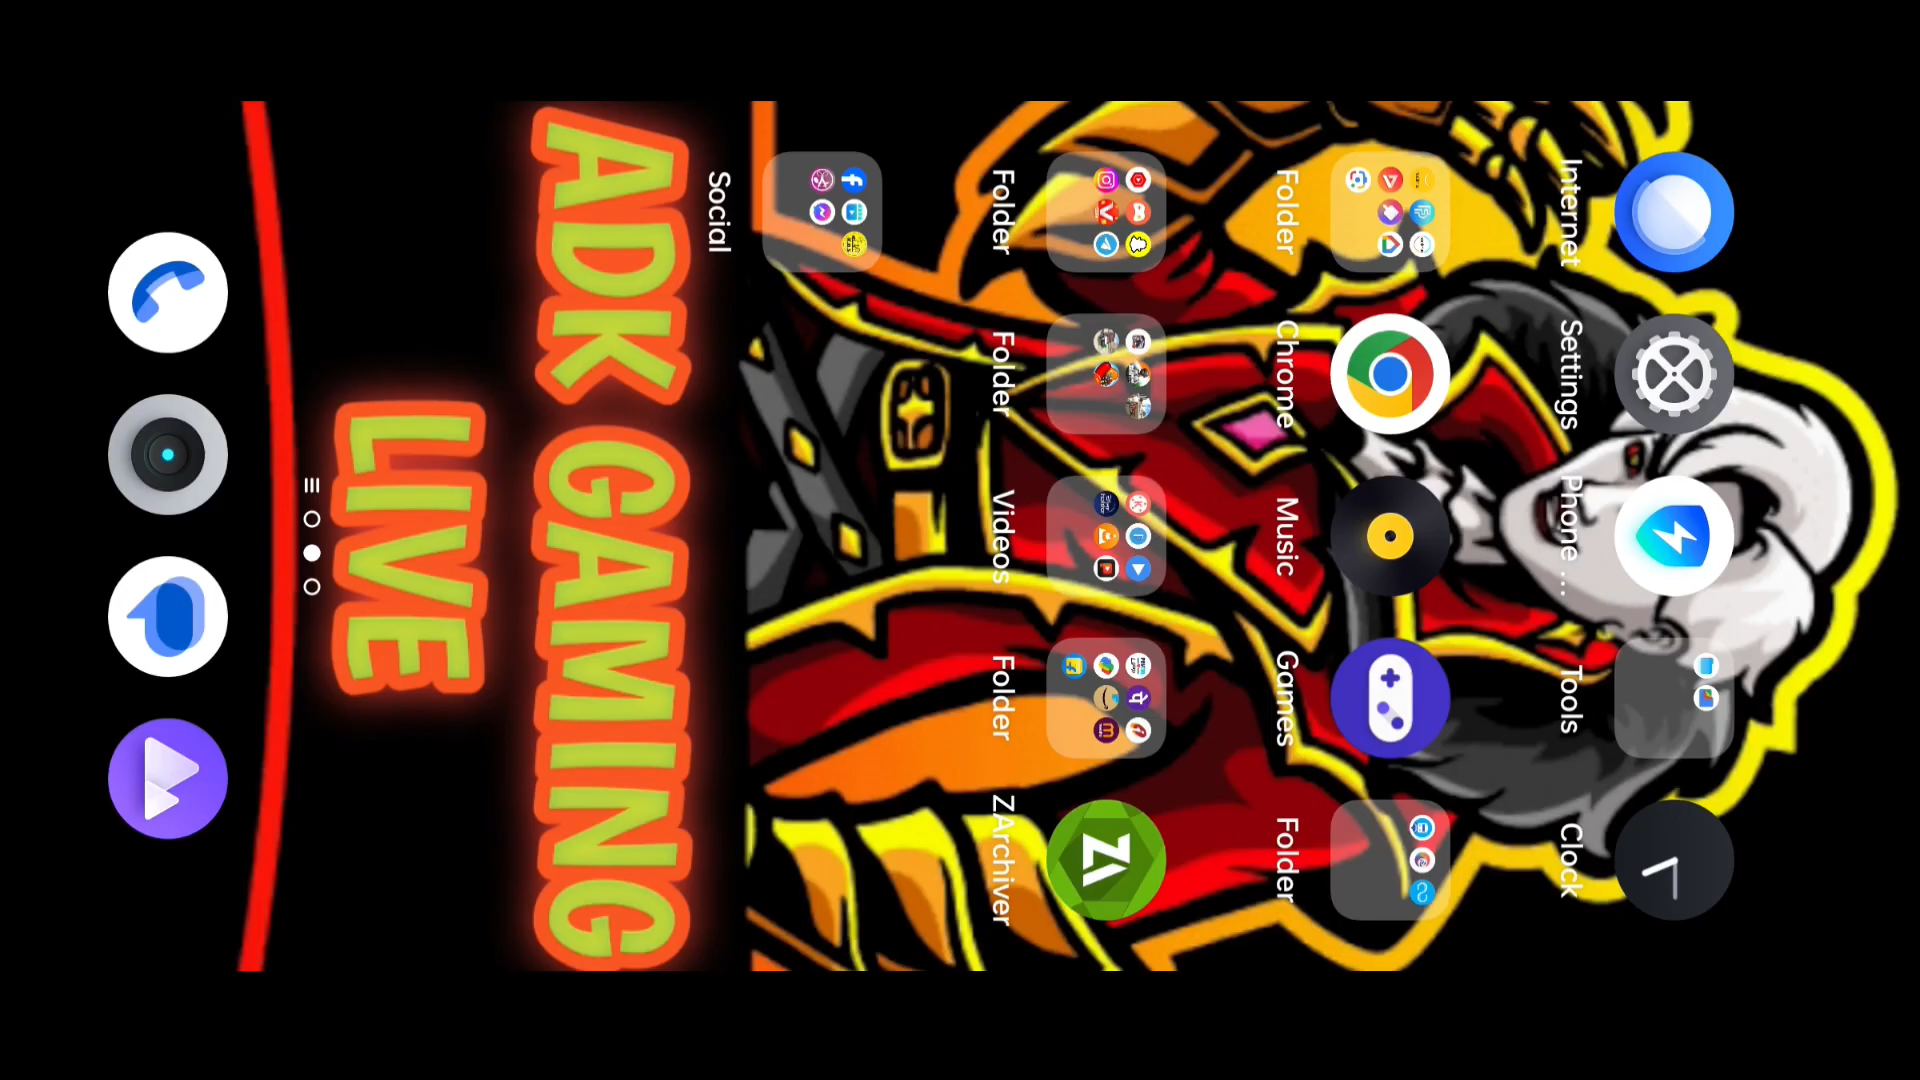 Internet
Settings
Phone ...
Tools
Clock
Folder
Chrome
Music
Games
Folder
Folder
Folder
Videos
Folder
ZArchiver
Social
ADK GAMING
LIVE